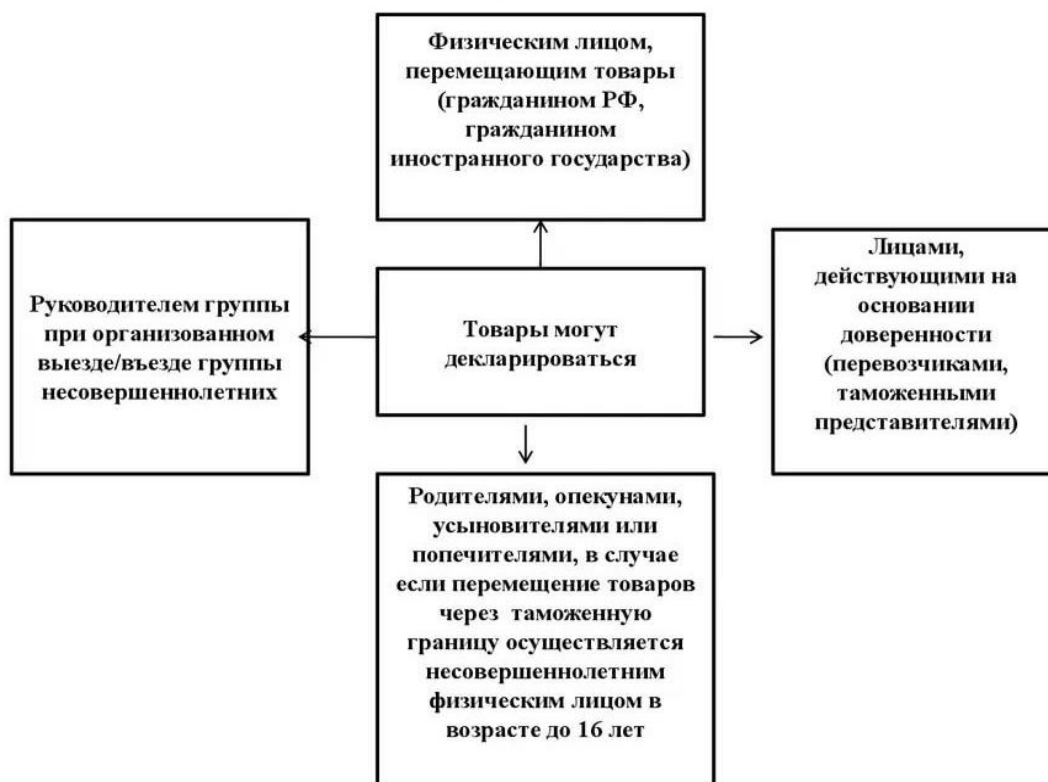 Физическим лицом,
перемещающим товары
(гражданином РФ,
гражданином
иностранного государства)
Руководителем группы
при организованном
выезде/въезде группы
несовершеннолетних
Товары могут
декларироваться
Лицами,
действующими на
основании
доверенности
(перевозчиками,
таможенными
представителями)
Родителями, опекунами,
усыновителями или
попечителями, в случае
если перемещение товаров
через таможенную
границу осуществляется
несовершеннолетним
физическим лицом в
возрасте до 16 лет